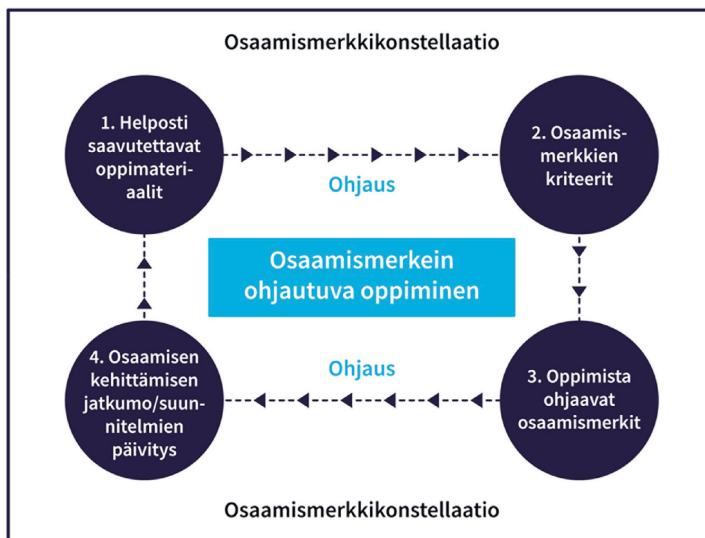 Osaamismerkkikonstellaatio
1. Helposti
saavutettavat
oppimateri-
aalit
Ohjaus
2. Osaamis-
merkkien
kriteerit
Osaamismerkein
ohjautuva oppiminen
4. Osaamisen
kehittämisen
jatkumo/suun-
nitelmien
päivitys
Ohjaus
3. Oppimista
ohjaavat
osaamismerkit
Osaamismerkkikonstellaatio